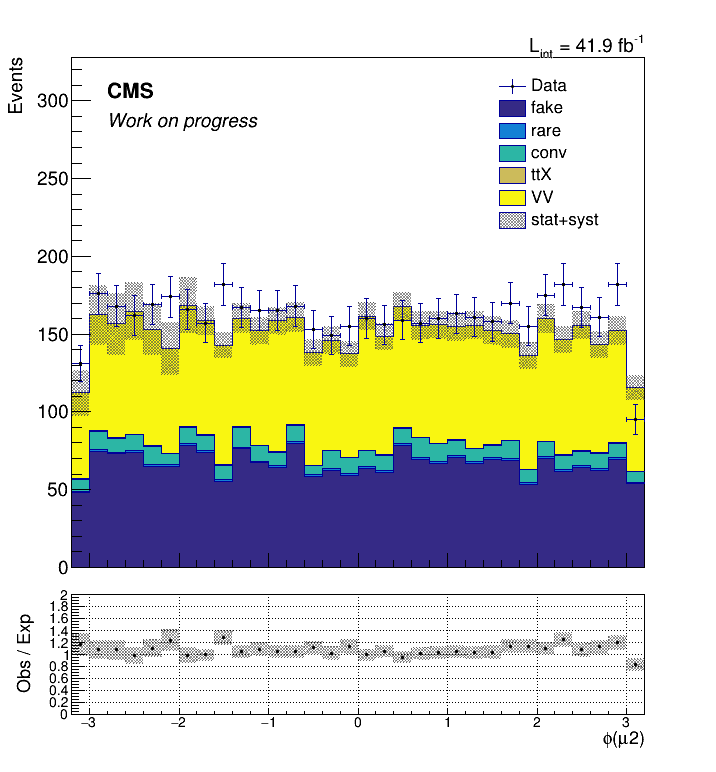 L_int = 41.9 fb^-1
Events
CMS
Work on progress
Data
fake
rare
conv
ttX
VV
stat+syst
300
250
200
150
100
50
0
Obs / Exp
2
1.8
1.6
1.4
1.2
1
0.8
0.6
0.4
0.2
0
−3 −2 −1 0 1 2 3
ϕ(μ2)